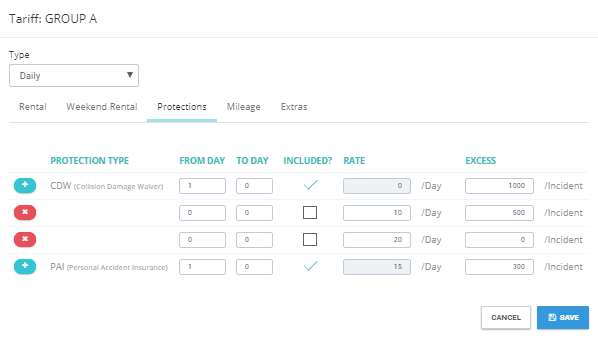 Tariff: GROUP A
Type
Daily
Rental Weekend Rental Protections Mileage Extras
PROTECTION TYPE FROM DAY TO DAY INCLUDED? RATE EXCESS
CDW (Collision Damage Waiver) 1 0 0 /Day 1000 /Incident
0 0 10 /Day 500 /Incident
0 0 20 /Day 0 /Incident
PAI (Personal Accident Insurance) 1 0 15 /Day 300 /Incident
CANCEL SAVE